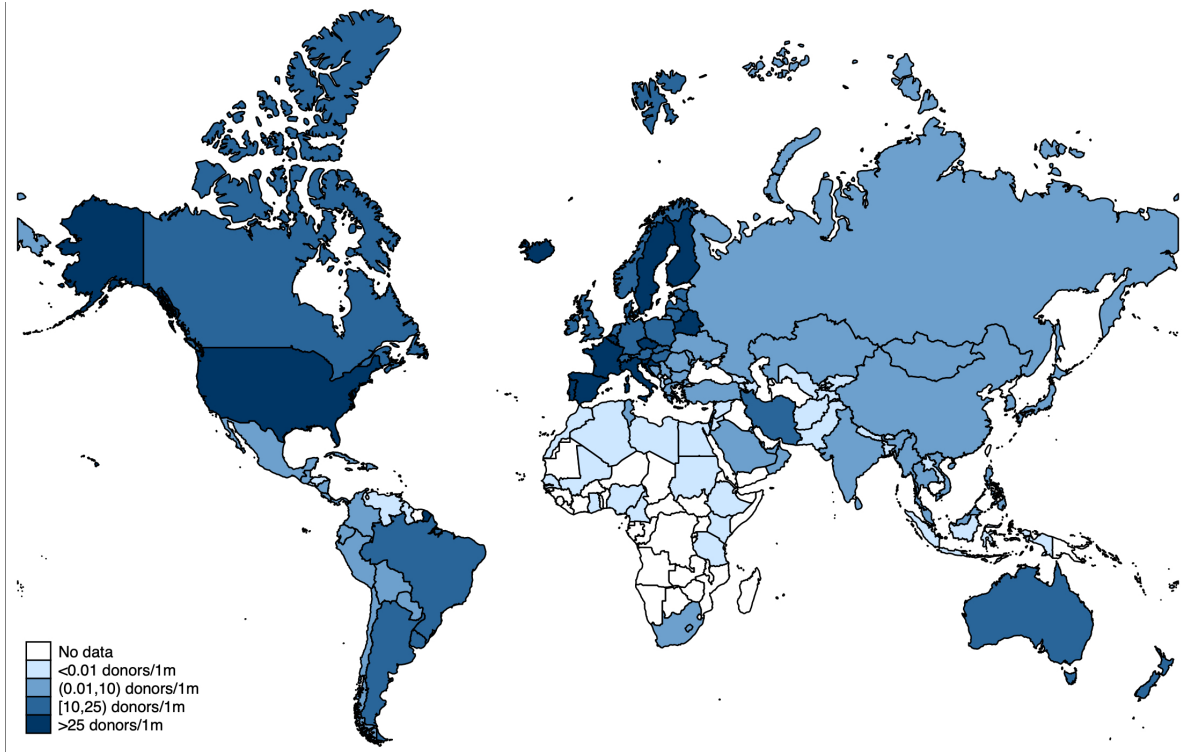 No data
<0.01 donors/1m
(0.01,10) donors/1m
[10,25) donors/1m
>25 donors/1m